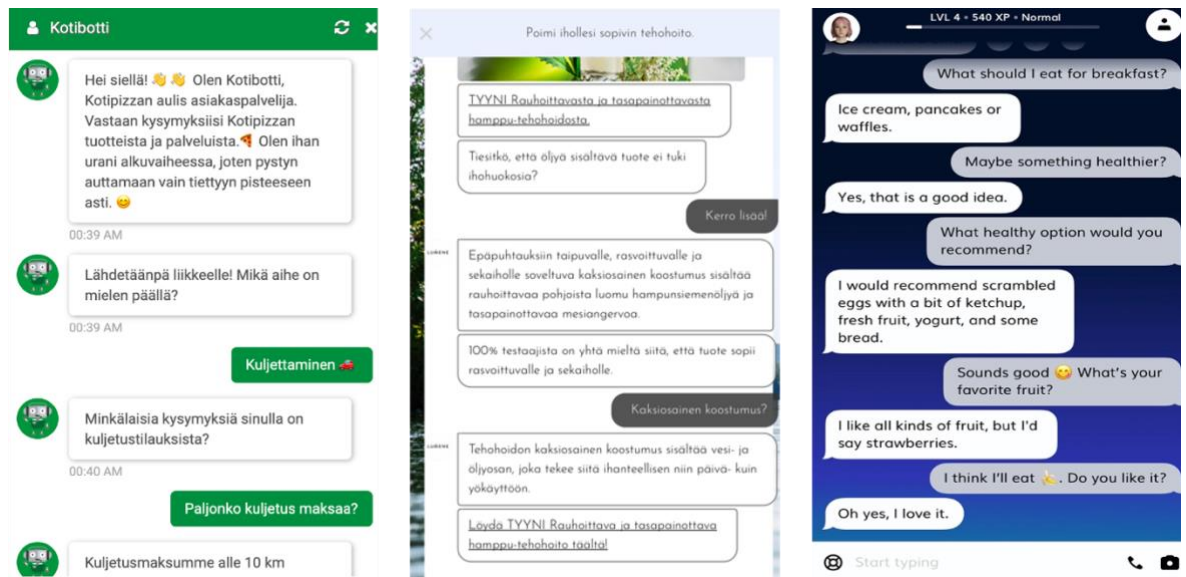 Kotibotti
Hei siellä! 👋 👋 Olen Kotibotti,
Kotipizzan aulis asiakaspalvelija.
Vastaan kysymyksiisi Kotipizzan
tuotteista ja palveluista.🍕 Olen ihan
urani alkuvaiheessa, joten pystyn
auttamaan vain tiettyyn pisteeseen
asti. 😊
00:39 AM
Lähdetäänpä liikkeelle! Mikä aihe on
mielen päällä?
00:39 AM
Kuljettaminen 🚗
Minkälaisia kysymyksiä sinulla on
kuljetustilauksista?
00:40 AM
Paljonko kuljetus maksaa?
Kuljetusmaksumme alle 10 km
Poimi ihollesi sopivin tehohoito.
TYYNI Rauhoittavasta ja tasapainottavasta
hamppu-tehohoidosta.
Tiesitkö, että öljyä sisältävä tuote ei tuki
ihohuokosia?
Kerro lisää!
LUMENE
Epäpuhtauksiin taipuvalle, rasvoittuvalle ja
sekaiholle soveltuva kaksiosainen koostumus sisältää
rauhoittavaa pohjoista luomu hampunsiemenöljyä ja
tasapainottavaa mesiangervoa.
100% testaajista on yhtä mieltä siitä, että tuote sopii
rasvoittuvalle ja sekaiholle.
Kaksiosainen koostumus?
LUMENE
Tehohoidon kaksiosainen koostumus sisältää vesi- ja
öljyosan, joka tekee siitä ihanteellisen niin päivä- kuin
yökäyttöön.
Löydä TYYNI Rauhoittava ja tasapainottava
hamppu-tehohoito täältä!
LVL 4 • 540 XP • Normal
What should I eat for breakfast?
Ice cream, pancakes or
waffles.
Maybe something healthier?
Yes, that is a good idea.
What healthy option would you
recommend?
I would recommend scrambled
eggs with a bit of ketchup,
fresh fruit, yogurt, and some
bread.
Sounds good 😋 What's your
favorite fruit?
I like all kinds of fruit, but I'd
say strawberries.
I think I'll eat 🍌. Do you like it?
Oh yes, I love it.
Start typing